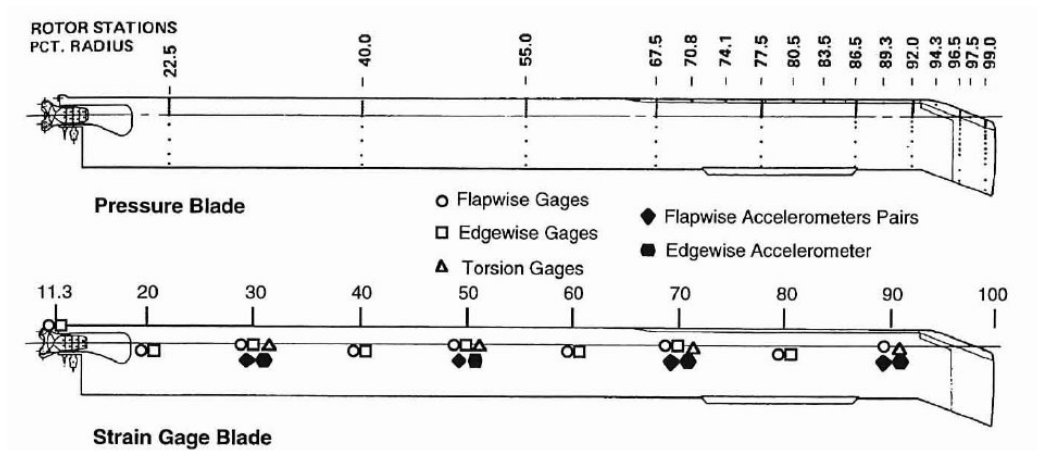 ROTOR STATIONS
PCT. RADIUS
22.5
40.0
55.0
67.5
70.8
74.1
77.5
80.5
83.5
86.5
89.3
92.0
94.3
96.5
97.5
99.0
Pressure Blade
Flapwise Gages
Edgewise Gages
Torsion Gages
Flapwise Accelerometers Pairs
Edgewise Accelerometer
11.3 20 30 40 50 60 70 80 90 100
Strain Gage Blade